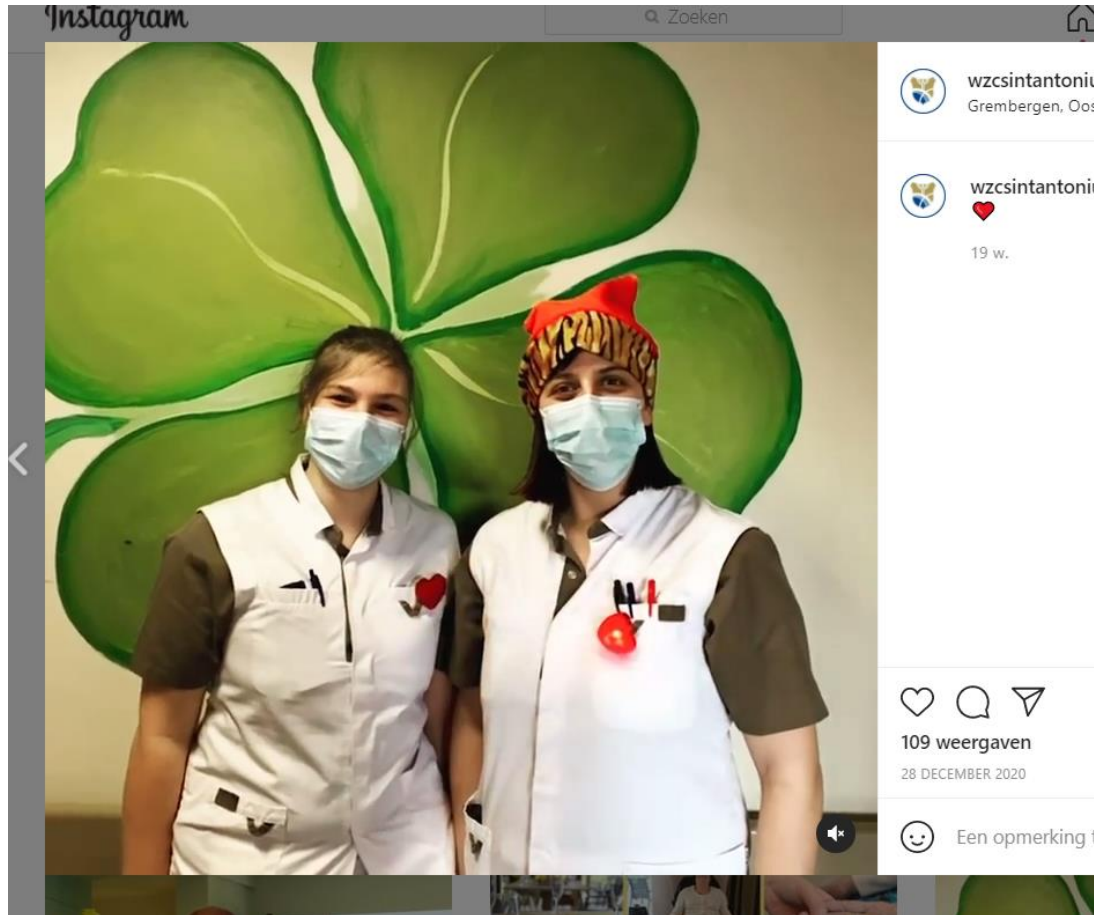 Instagram
Zoeken
wzcsintantoniu
Grembergen, Oos
wzcsintantoniu
❤️
19 w.
109 weergaven
28 DECEMBER 2020
Een opmerking t